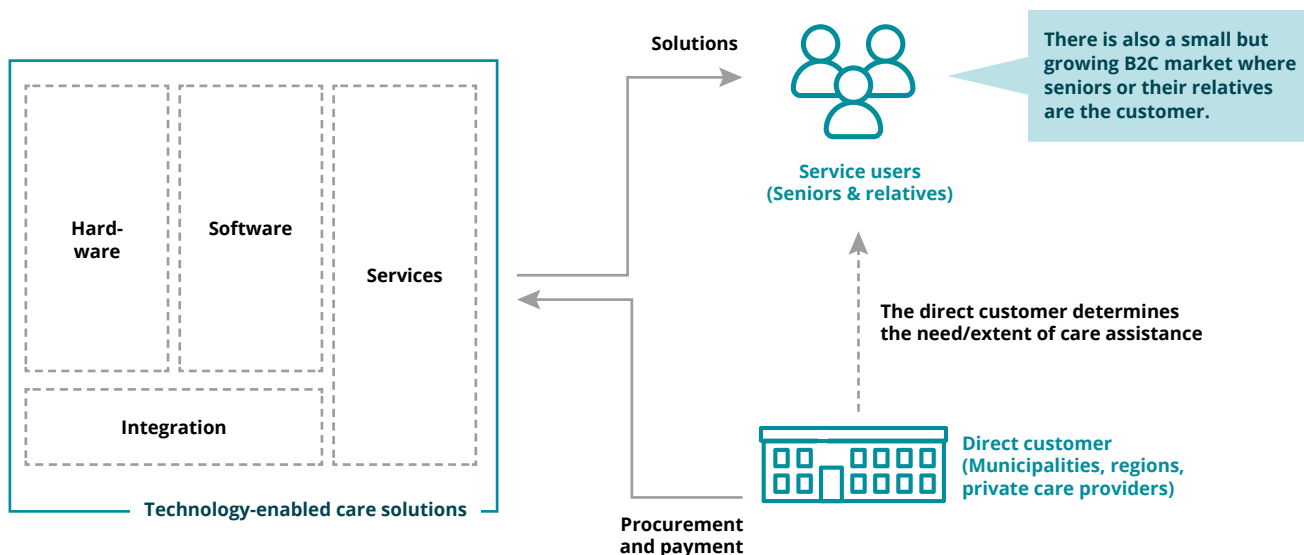 Solutions
There is also a small but
growing B2C market where
seniors or their relatives
are the customer.
Hard-
ware
Software
Services
Integration
Technology-enabled care solutions
Service users
(Seniors & relatives)
The direct customer determines
the need/extent of care assistance
Direct customer
(Municipalities, regions,
private care providers)
Procurement
and payment